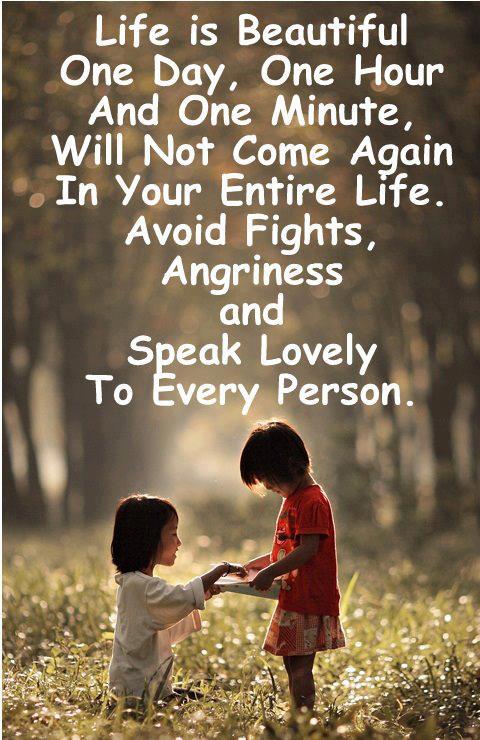 Life is Beautiful
One Day, One Hour
And One Minute,
Will Not Come Again
In Your Entire Life.
Avoid Fights,
Angriness
and
Speak Lovely
To Every Person.